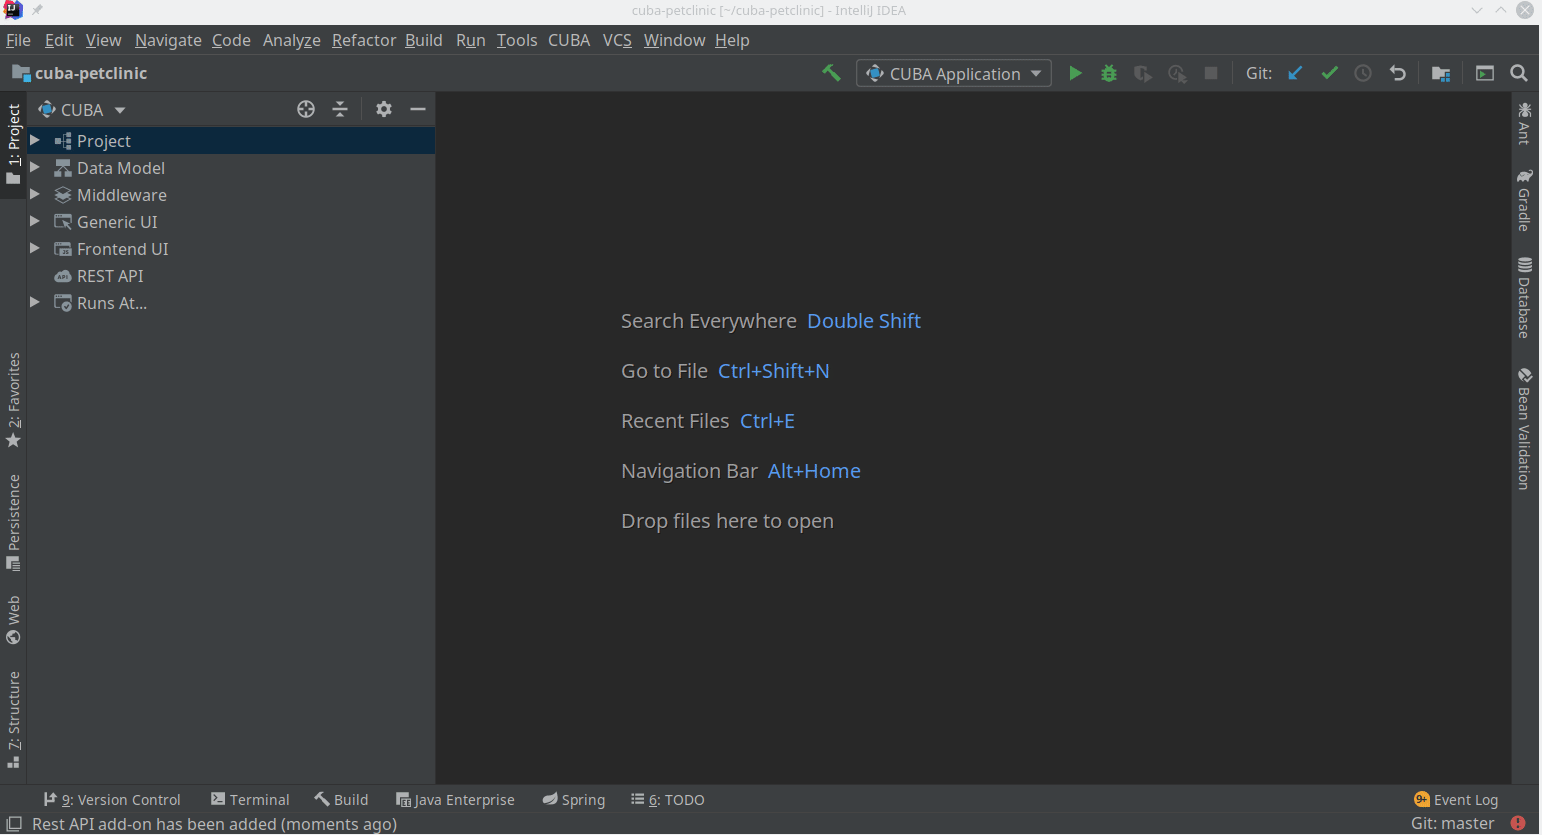 cuba-petclinic [~/cuba-petclinic] - IntelliJ IDEA
File Edit View Navigate Code Analyze Refactor Build Run Tools CUBA VCS Window Help
cuba-petclinic CUBA Application Git:
CUBA
Project
Data Model
Middleware
Generic UI
Frontend UI
REST API
Runs At...
1: Project
2: Favorites
Persistence
Web
7: Structure
Search Everywhere Double Shift
Go to File Ctrl+Shift+N
Recent Files Ctrl+E
Navigation Bar Alt+Home
Drop files here to open
Ant
Gradle
Database
Bean Validation
9: Version Control Terminal Build Java Enterprise Spring 6: TODO 9+ Event Log
Rest API add-on has been added (moments ago) Git: master